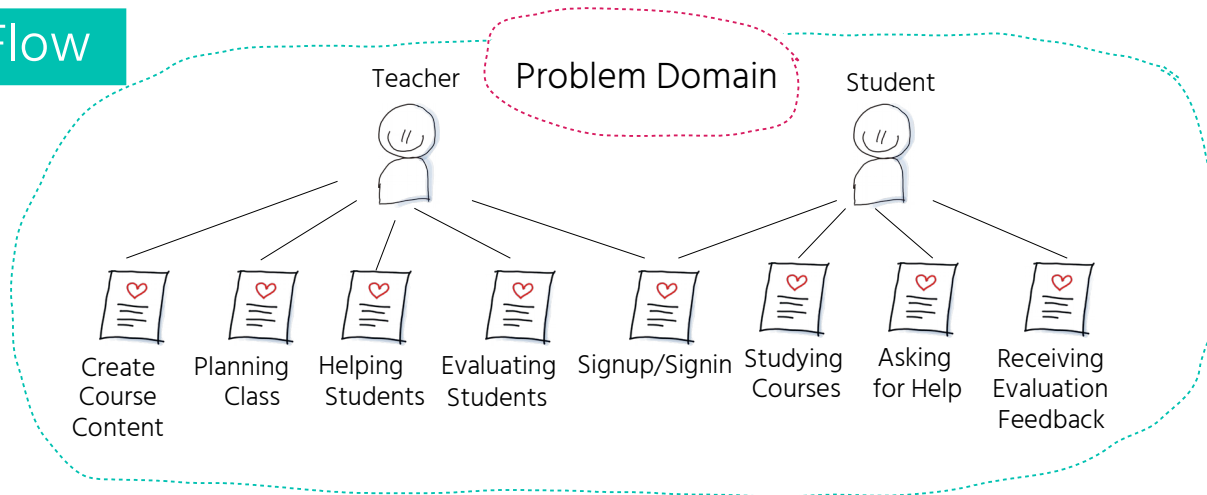 Flow
Problem Domain
Teacher
Student
Create
Course
Content
Planning
Class
Helping
Students
Evaluating
Students
Signup/Signin
Studying
Courses
Asking
for Help
Receiving
Evaluation
Feedback